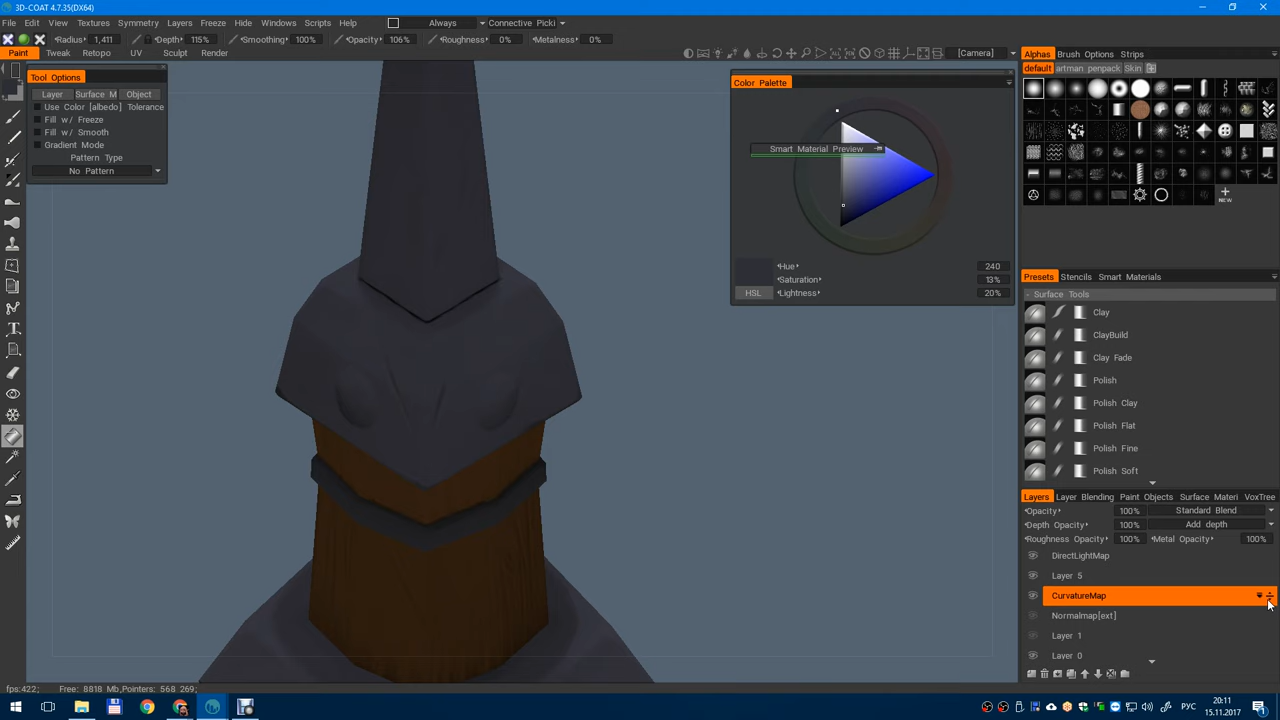 3D-COAT 4.7.35(DX64)
File Edit View Textures Symmetry Layers Freeze Hide Windows Scripts Help Always Connective Picki
Radius 1,411 Depth 115% Smoothing 100% Opacity 106% Roughness 0% Metalness 0%
Paint Tweak Retopo UV Sculpt Render [Camera]
Tool Options
Layer Surface M Object
Use Color [albedo] Tolerance
Fill w/ Freeze
Fill w/ Smooth
Gradient Mode
Pattern Type
No Pattern
Color Palette
Smart Material Preview
Hue 240
Saturation 13%
HSL Lightness 20%
Alphas Brush Options Strips
default artman penpack Skin
NEW
Presets Stencils Smart Materials
- Surface Tools
Clay
ClayBuild
Clay Fade
Polish
Polish Clay
Polish Flat
Polish Fine
Polish Soft
Layers Layer Blending Paint Objects Surface Materi VoxTree
Opacity 100% Standard Blend
Depth Opacity 100% Add depth
Roughness Opacity 100% Metal Opacity 100%
DirectLightMap
Layer 5
CurvatureMap
Normalmap[ext]
Layer 1
Layer 0
fps:422; Free: 8818 Mb,Pointers: 568 269;
РУС
20:11
15.11.2017
1